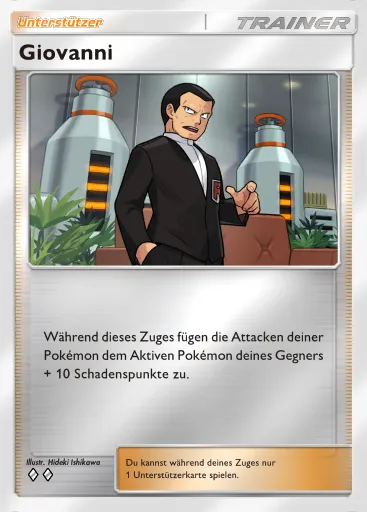 Unterstützer
TRAINER
Giovanni
Während dieses Zuges fügen die Attacken deiner
Pokémon dem Aktiven Pokémon deines Gegners
+ 10 Schadenspunkte zu.
Illustr. Hideki Ishikawa
Du kannst während deines Zuges nur
1 Unterstützerkarte spielen.